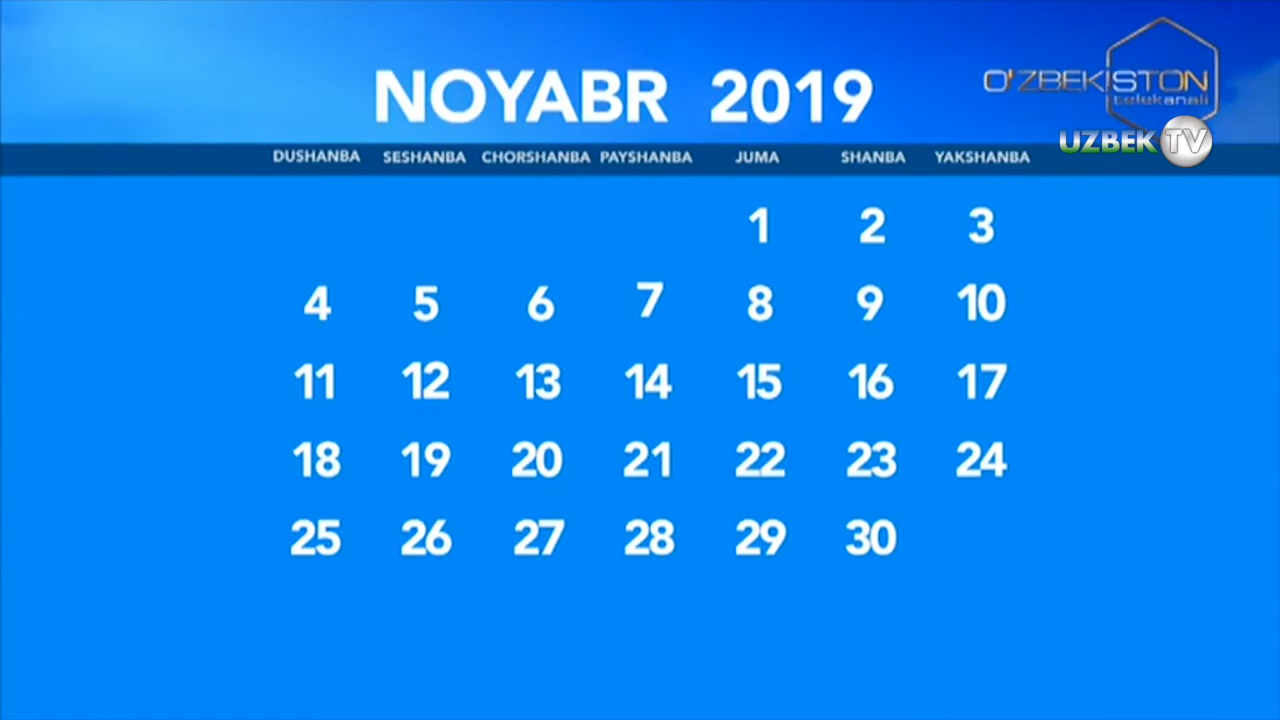 NOYABR 2019
O'ZBEKISTON
telekanali
UZBEK TV
DUSHANBA SESHANBA CHORSHANBA PAYSHANBA JUMA SHANBA YAKSHANBA
1 2 3
4 5 6 7 8 9 10
11 12 13 14 15 16 17
18 19 20 21 22 23 24
25 26 27 28 29 30